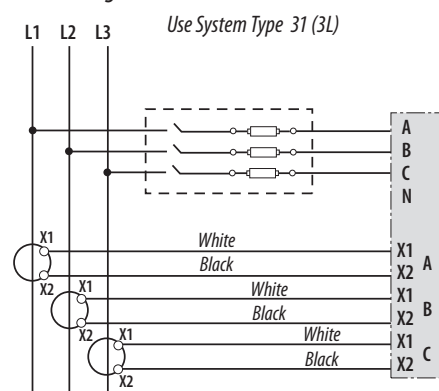 Use System Type 31 (3L)
L1 L2 L3
A
B
C
N
X1 White X1
Black X2 A
X2 X1 White X1
Black X2 B
X2 X1 White X1
Black X2 C
X2